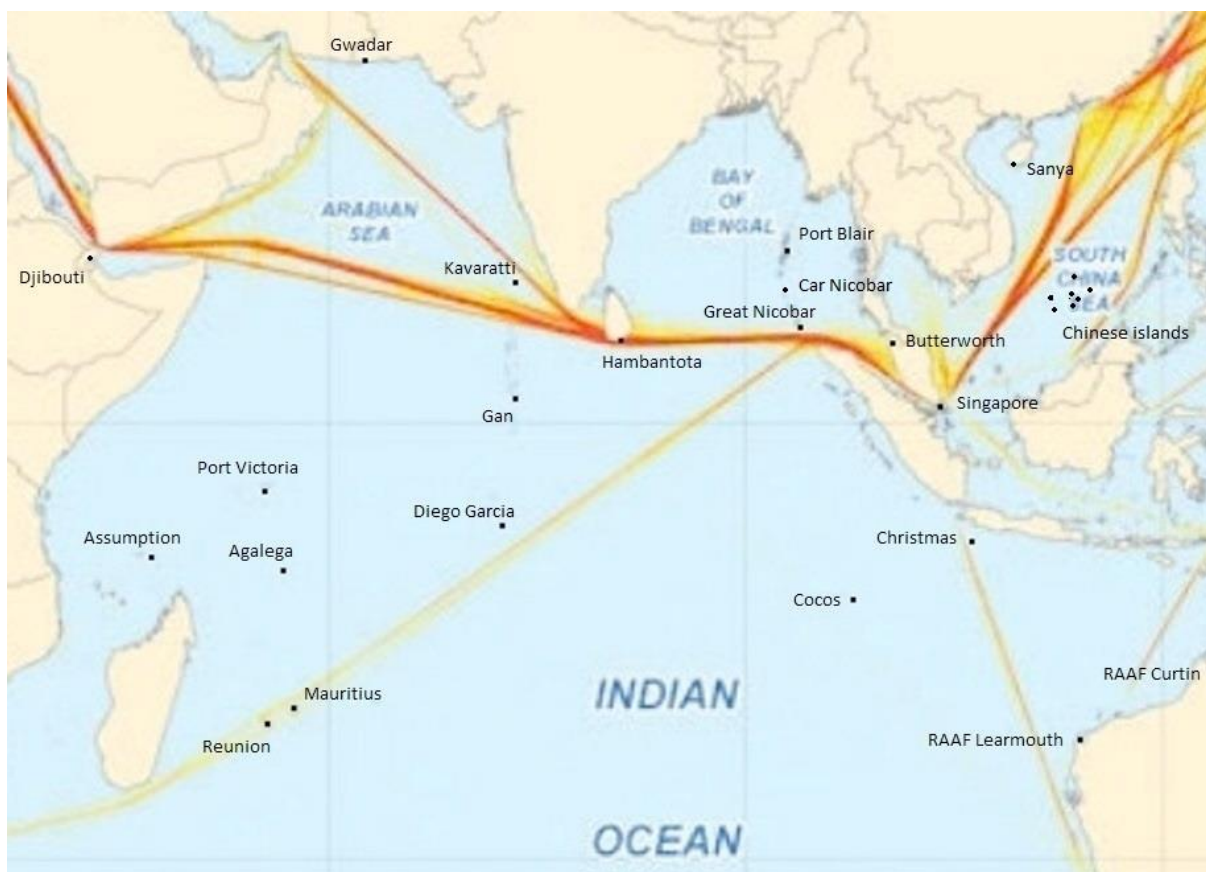 Gwadar
Sanya
BAY
OF
BENGAL
ARABIAN
SEA
Port Blair
Djibouti
Kavaratti
SOUTH
CHINA
SEA
Car Nicobar
Great Nicobar
Chinese islands
Butterworth
Hambantota
Singapore
Gan
Port Victoria
Diego Garcia
Assumption
Agalega
Christmas
Cocos
RAAF Curtin
INDIAN
Mauritius
Reunion
RAAF Learmouth
OCEAN